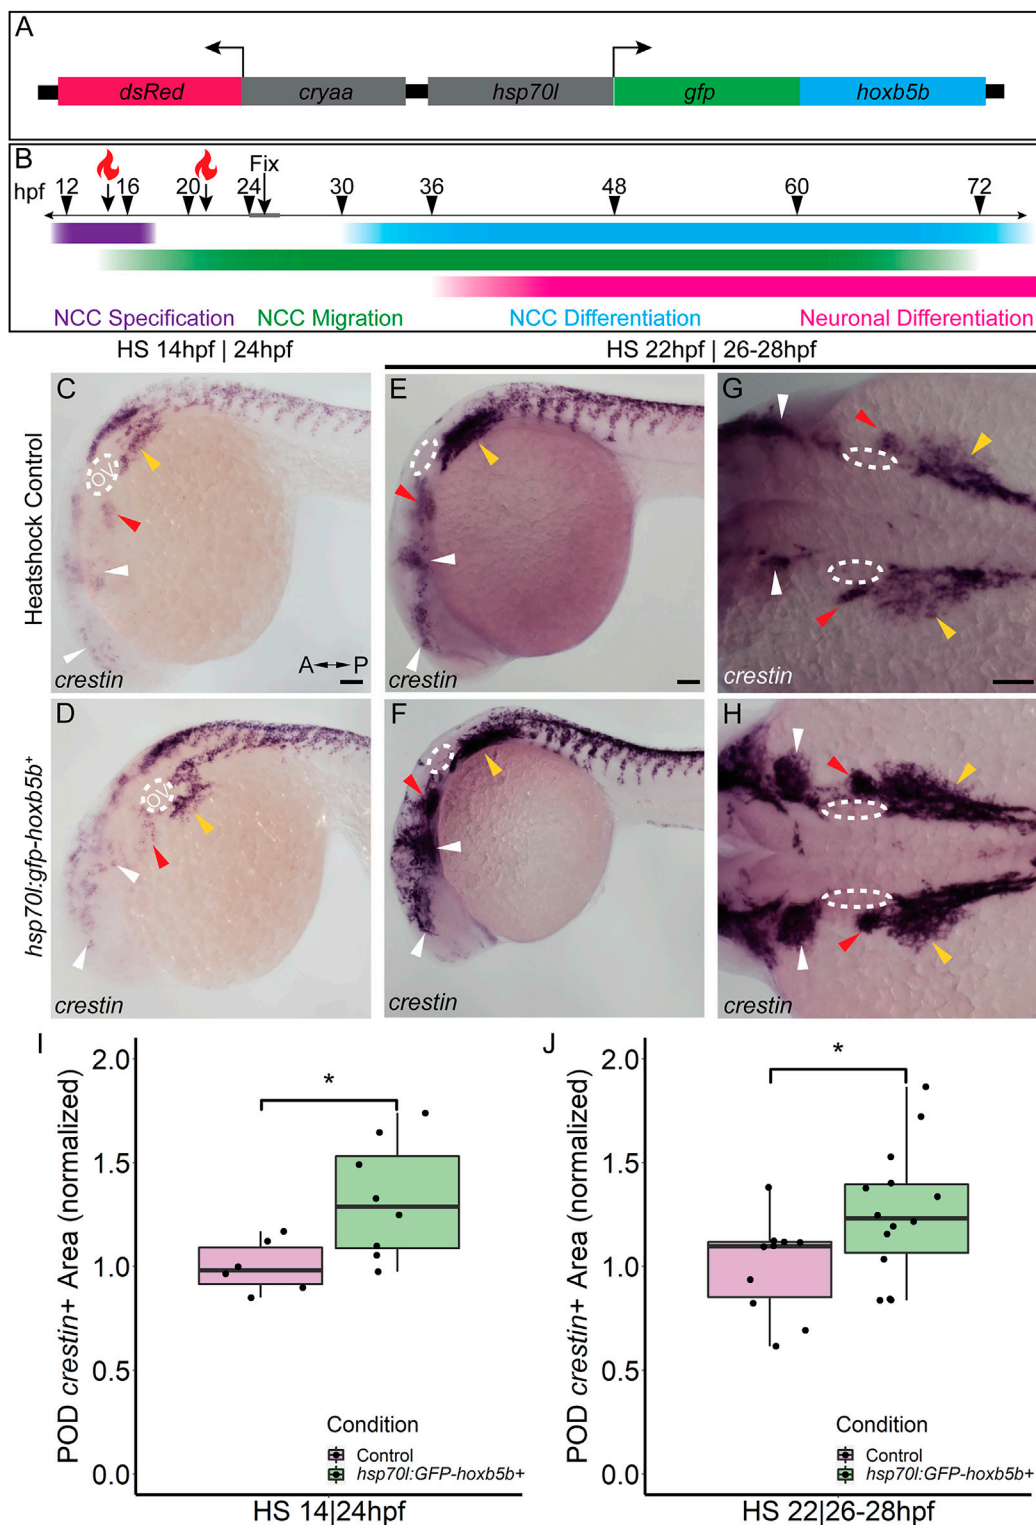 A
dsRed cryaa hsp70l gfp hoxb5b
B
Fix
hpf 12 16 20 24 30 36 48 60 72
NCC Specification NCC Migration NCC Differentiation Neuronal Differentiation
HS 14hpf | 24hpf HS 22hpf | 26-28hpf
Heatshock Control
C
OV
A P
crestin
E
crestin
G
crestin
hsp70l:gfp-hoxb5b+
D
OV
crestin
F
crestin
H
crestin
I
POD crestin+ Area (normalized)
2.0
1.5
1.0
0.5
0.0
*
Condition
Control
hsp70l:GFP-hoxb5b+
HS 14|24hpf
J
POD crestin+ Area (normalized)
2.0
1.5
1.0
0.5
0.0
*
Condition
Control
hsp70l:GFP-hoxb5b+
HS 22|26-28hpf